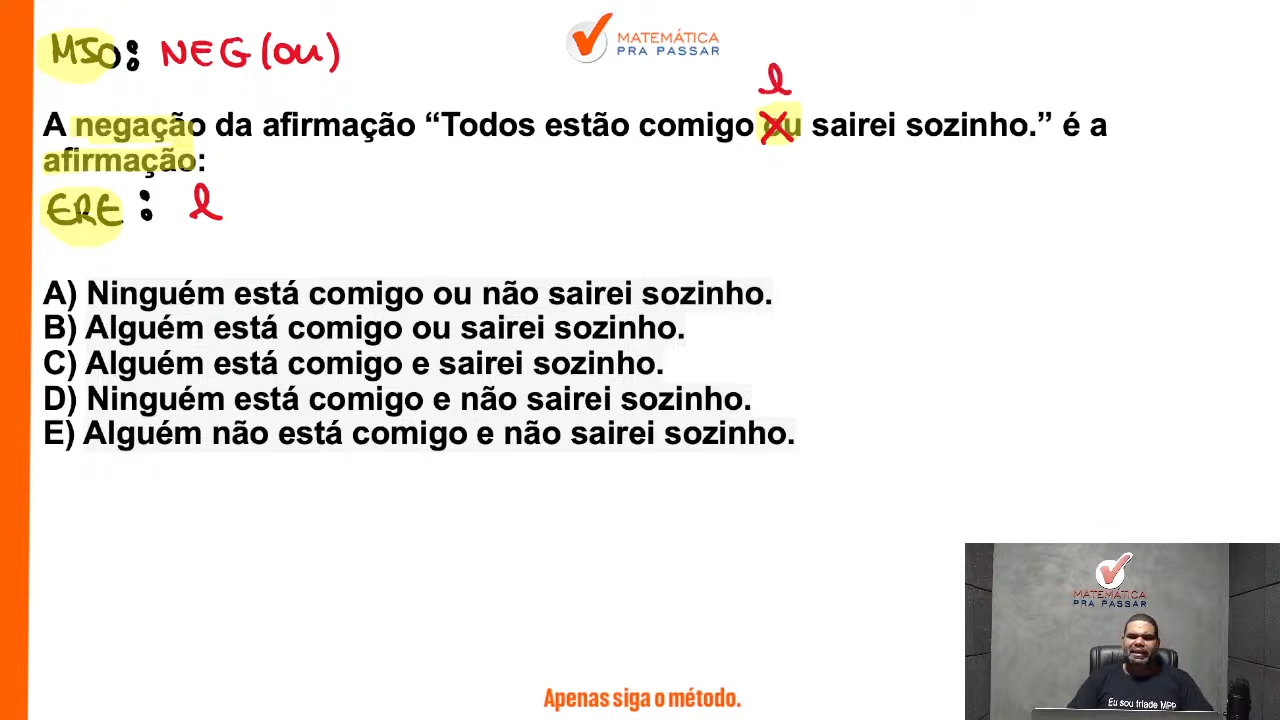 MSO: NEG(ou)
MATEMÁTICA
PRA PASSAR
e
A negação da afirmação “Todos estão comigo ou sairei sozinho.” é a
afirmação:
ERE: e
A) Ninguém está comigo ou não sairei sozinho.
B) Alguém está comigo ou sairei sozinho.
C) Alguém está comigo e sairei sozinho.
D) Ninguém está comigo e não sairei sozinho.
E) Alguém não está comigo e não sairei sozinho.
MATEMÁTICA
PRA PASSAR
Eu sou tríade MPP
Apenas siga o método.